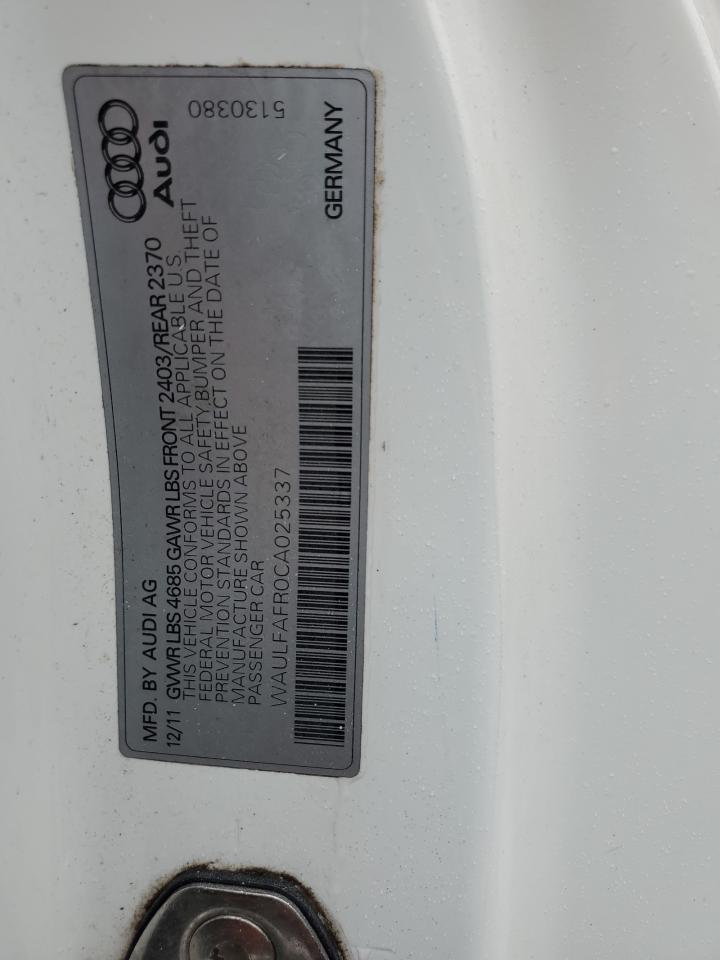 MFD. BY AUDI AG
12/11 GVWR LBS 4685 GAWR LBS FRONT 2403/REAR 2370
THIS VEHICLE CONFORMS TO ALL APPLICABLE U.S.
FEDERAL MOTOR VEHICLE SAFETY, BUMPER AND THEFT
PREVENTION STANDARDS IN EFFECT ON THE DATE OF
MANUFACTURE SHOWN ABOVE
PASSENGER CAR
WAULFAFR0CA025337
Audi
5130380
GERMANY